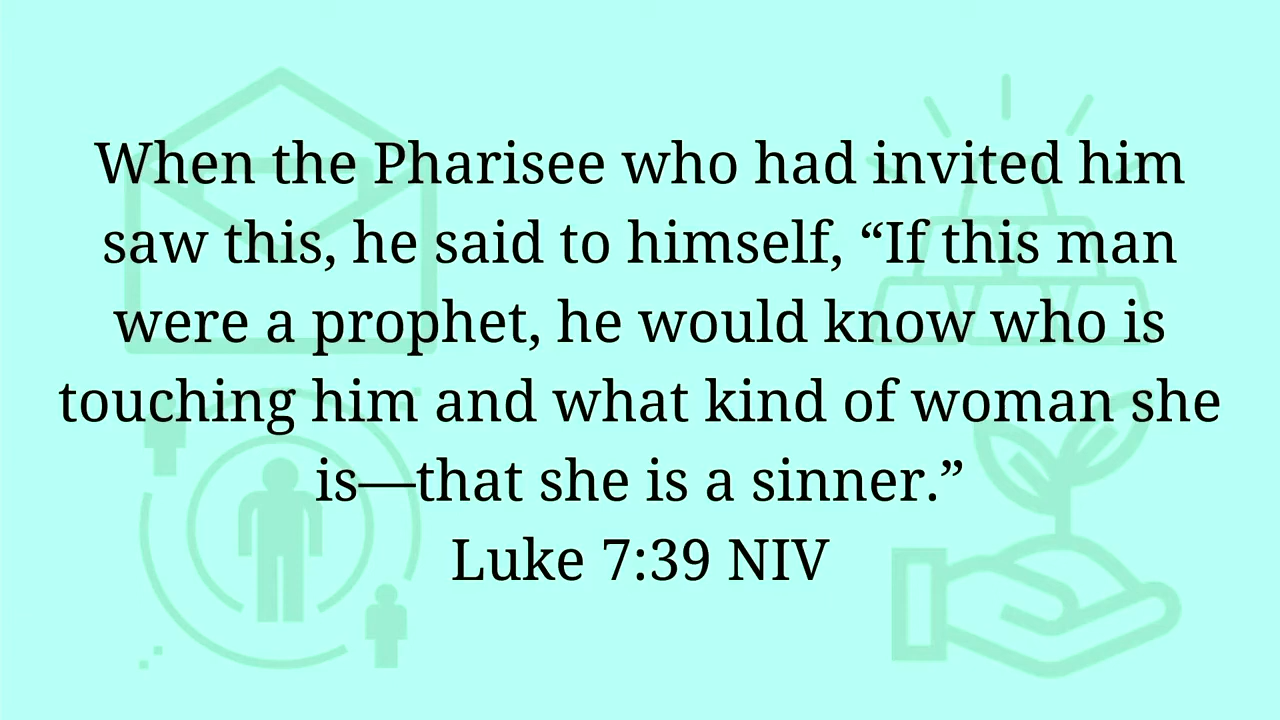 When the Pharisee who had invited him
saw this, he said to himself, “If this man
were a prophet, he would know who is
touching him and what kind of woman she
is—that she is a sinner.”
Luke 7:39 NIV